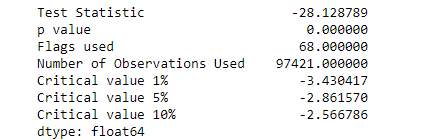 Test Statistic -28.128789
p value 0.000000
Flags used 68.000000
Number of Observations Used 97421.000000
Critical value 1% -3.430417
Critical value 5% -2.861570
Critical value 10% -2.566786
dtype: float64